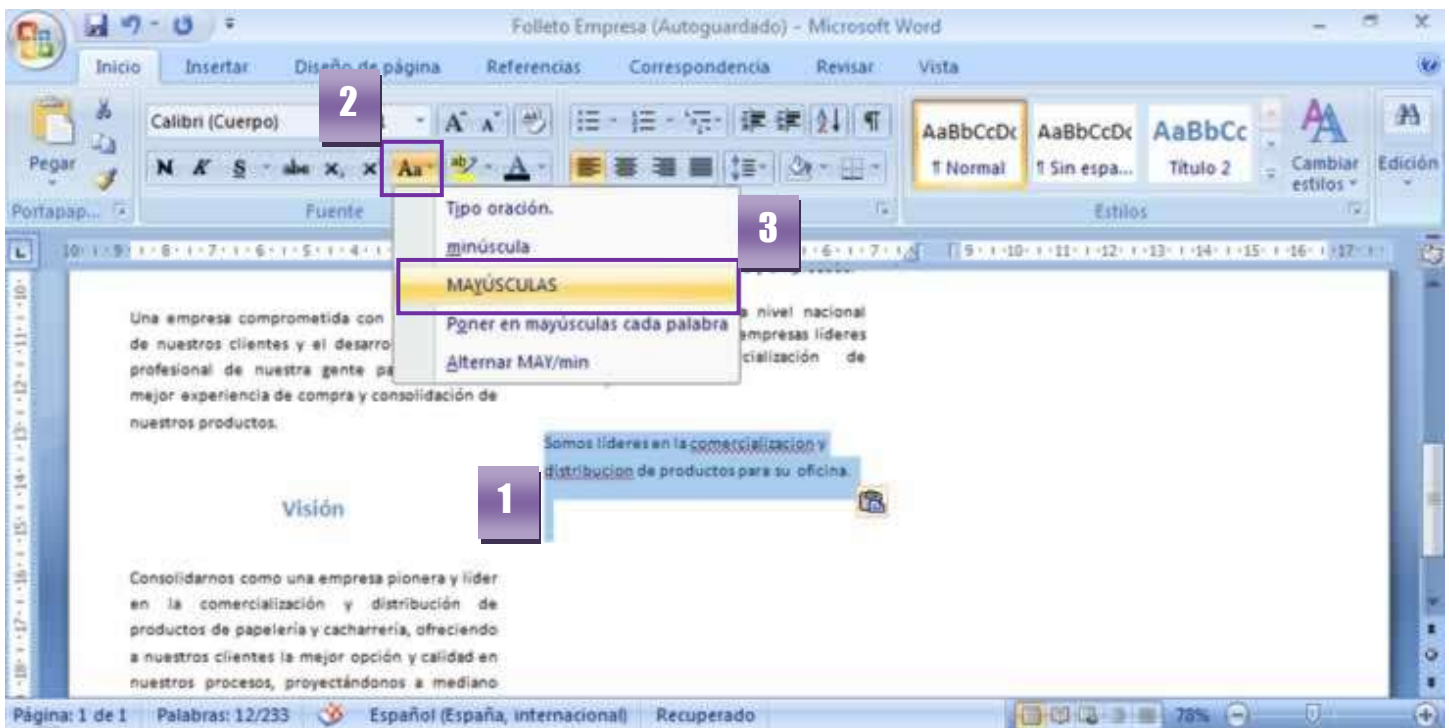 Folleto Empresa (Autoguardado) - Microsoft Word
Inicio Insertar Diseño de página Referencias Correspondencia Revisar Vista
2
Calibri (Cuerpo)
AaBbCcDc AaBbCcDc AaBbCc
Pegar
N K S abc x, x Aa
¶ Normal ¶ Sin espa... Título 2
Cambiar estilos
Edición
Portapap... Fuente Estilos
Tipo oración.
minúscula
MAYÚSCULAS
Poner en mayúsculas cada palabra
Alternar MAY/min
3
Una empresa comprometida con
de nuestros clientes y el desarro
profesional de nuestra gente pa
mejor experiencia de compra y consolidación de
nuestros productos.
Visión
Consolidarnos como una empresa pionera y líder
en la comercialización y distribución de
productos de papelería y cacharrería, ofreciendo
a nuestros clientes la mejor opción y calidad en
nuestros procesos, proyectándonos a mediano
a nivel nacional
empresas líderes
cialización de
1
Somos líderes en la comercializacion y
distribucion de productos para su oficina.
Página: 1 de 1 Palabras: 12/233 Español (España, internacional) Recuperado 78%